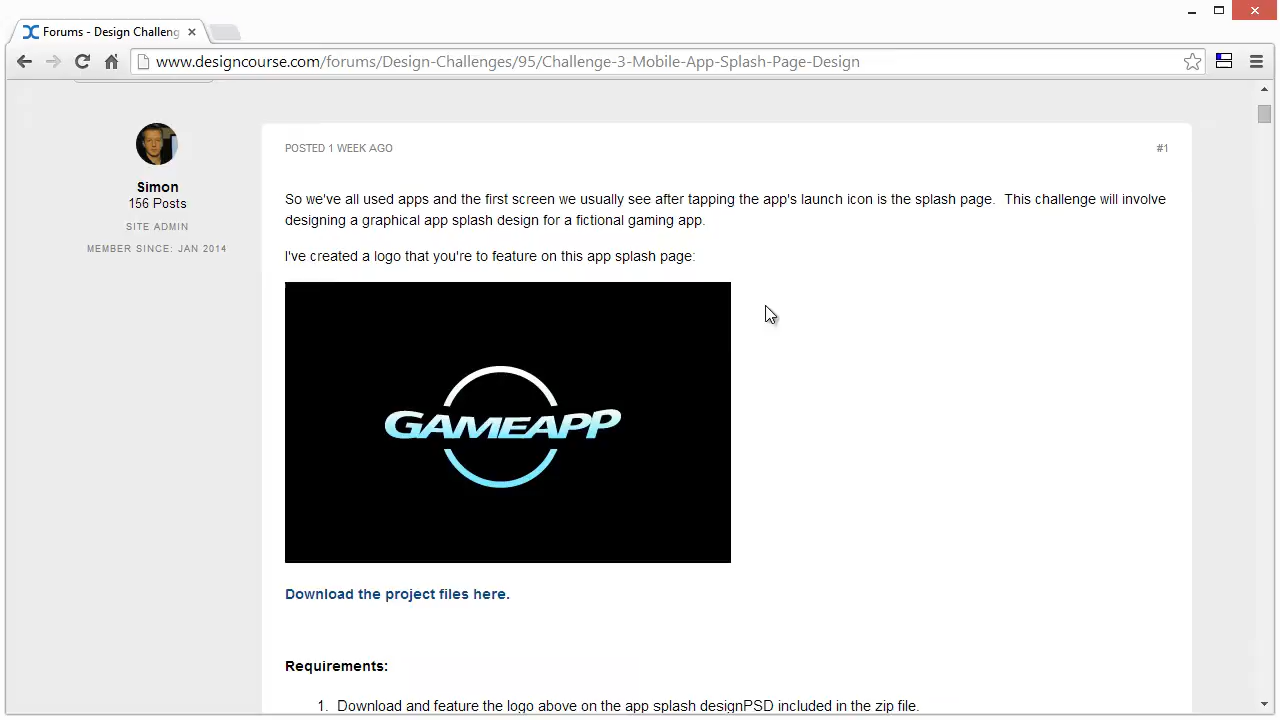 Forums - Design Challeng
www.designcourse.com/forums/Design-Challenges/95/Challenge-3-Mobile-App-Splash-Page-Design
Simon
156 Posts
SITE ADMIN
MEMBER SINCE: JAN 2014
POSTED 1 WEEK AGO
#1
So we've all used apps and the first screen we usually see after tapping the app's launch icon is the splash page. This challenge will involve
designing a graphical app splash design for a fictional gaming app.
I've created a logo that you're to feature on this app splash page:
GAMEAPP
Download the project files here.
Requirements:
1. Download and feature the logo above on the app splash designPSD included in the zip file.